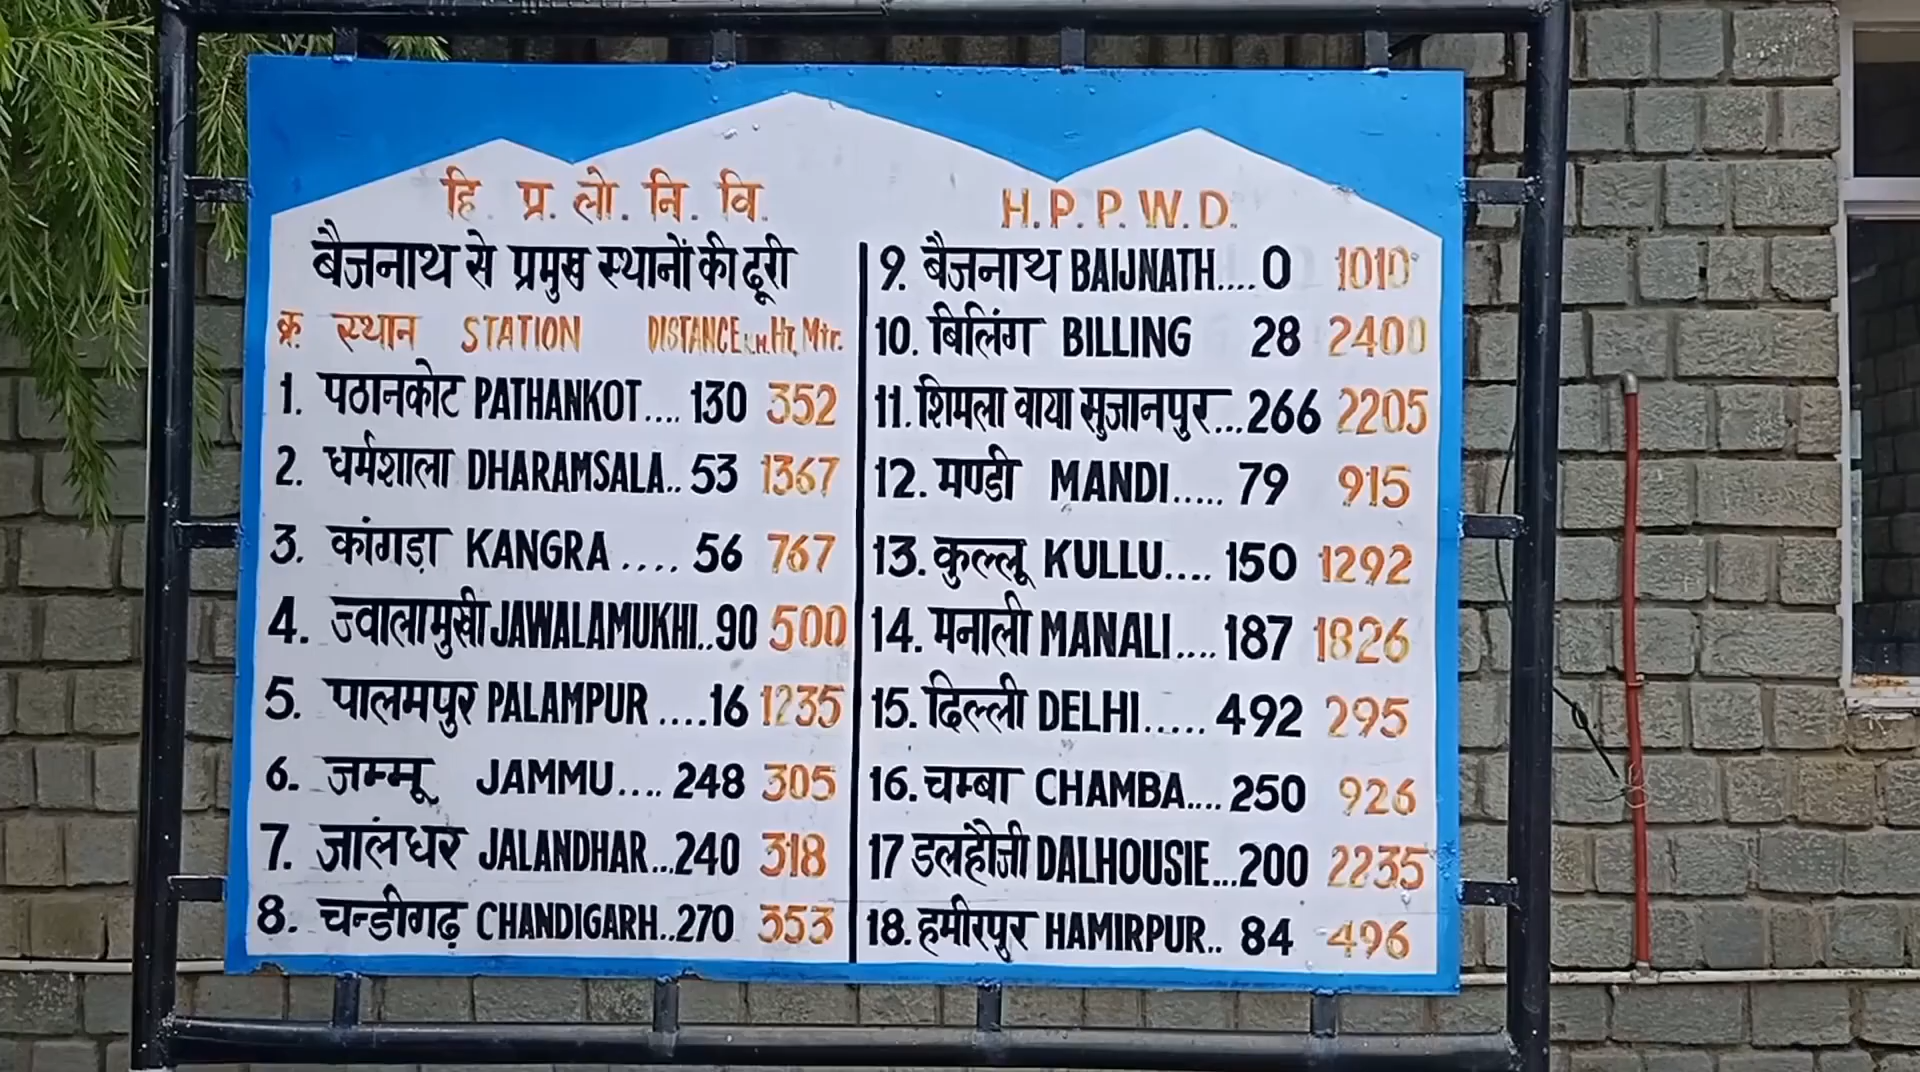 हि. प्र. लो. नि. वि.
बैजनाथ से प्रमुख स्थानों की दूरी
क्र. स्थान STATION DISTANCE K.M. Ht. Mtr.
1. पठानकोट PATHANKOT.... 130 352
2. धर्मशाला DHARAMSALA.. 53 1367
3. कांगड़ा KANGRA .... 56 767
4. ज्वालामुखी JAWALAMUKHI.. 90 500
5. पालमपुर PALAMPUR ....16 1235
6. जम्मू JAMMU.... 248 305
7. जालंधर JALANDHAR...240 318
8. चन्डीगढ़ CHANDIGARH..270 353
H.P.P.W.D.
9. बैजनाथ BAIJNATH....0 1010
10. बिलिंग BILLING 28 2400
11. शिमला वाया सुजानपुर...266 2205
12. मण्डी MANDI..... 79 915
13. कुल्लू KULLU.... 150 1292
14. मनाली MANALI.... 187 1826
15. दिल्ली DELHI..... 492 295
16. चम्बा CHAMBA.... 250 926
17 डलहौजी DALHOUSIE...200 2235
18. हमीरपुर HAMIRPUR.. 84 496